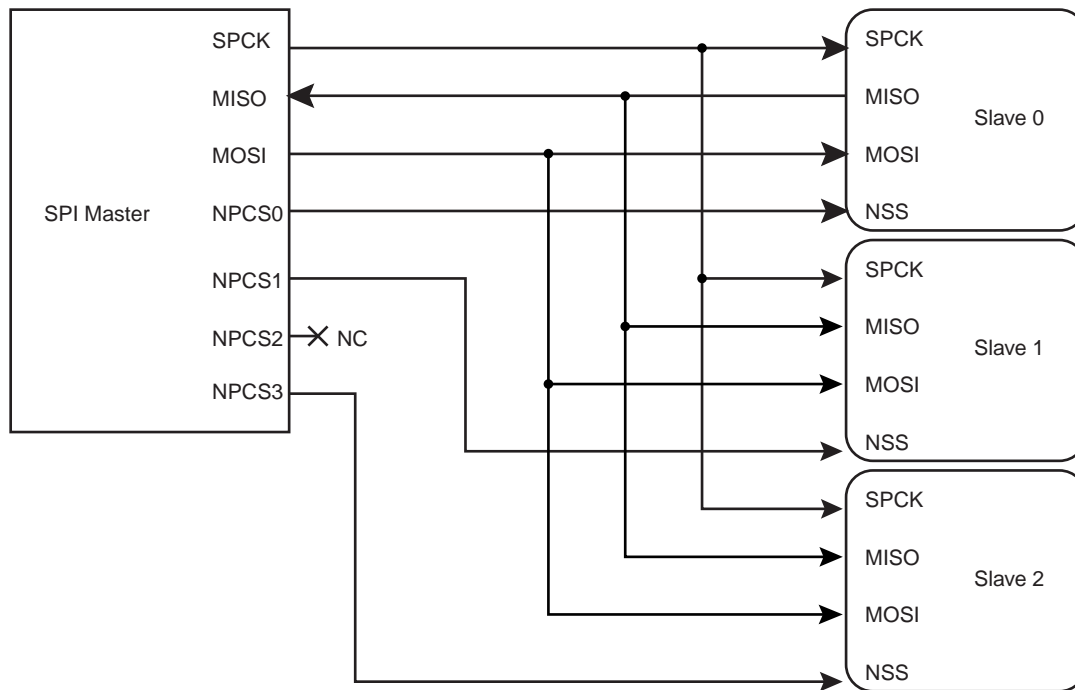 SPI Master
SPCK
MISO
MOSI
NPCS0
NPCS1
NPCS2
NC
NPCS3
SPCK
MISO
Slave 0
MOSI
NSS
SPCK
MISO
Slave 1
MOSI
NSS
SPCK
MISO
Slave 2
MOSI
NSS